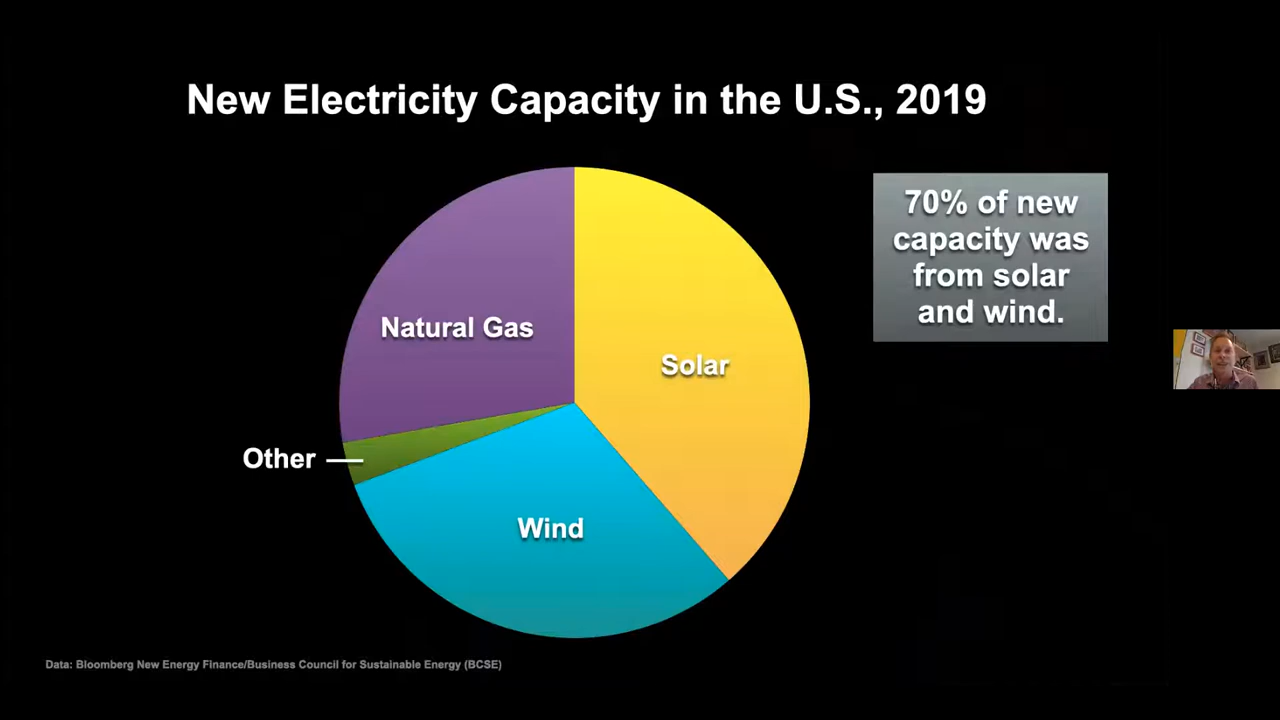 New Electricity Capacity in the U.S., 2019
70% of new
capacity was
from solar
and wind.
Natural Gas
Solar
Other
Wind
Data: Bloomberg New Energy Finance/Business Council for Sustainable Energy (BCSE)